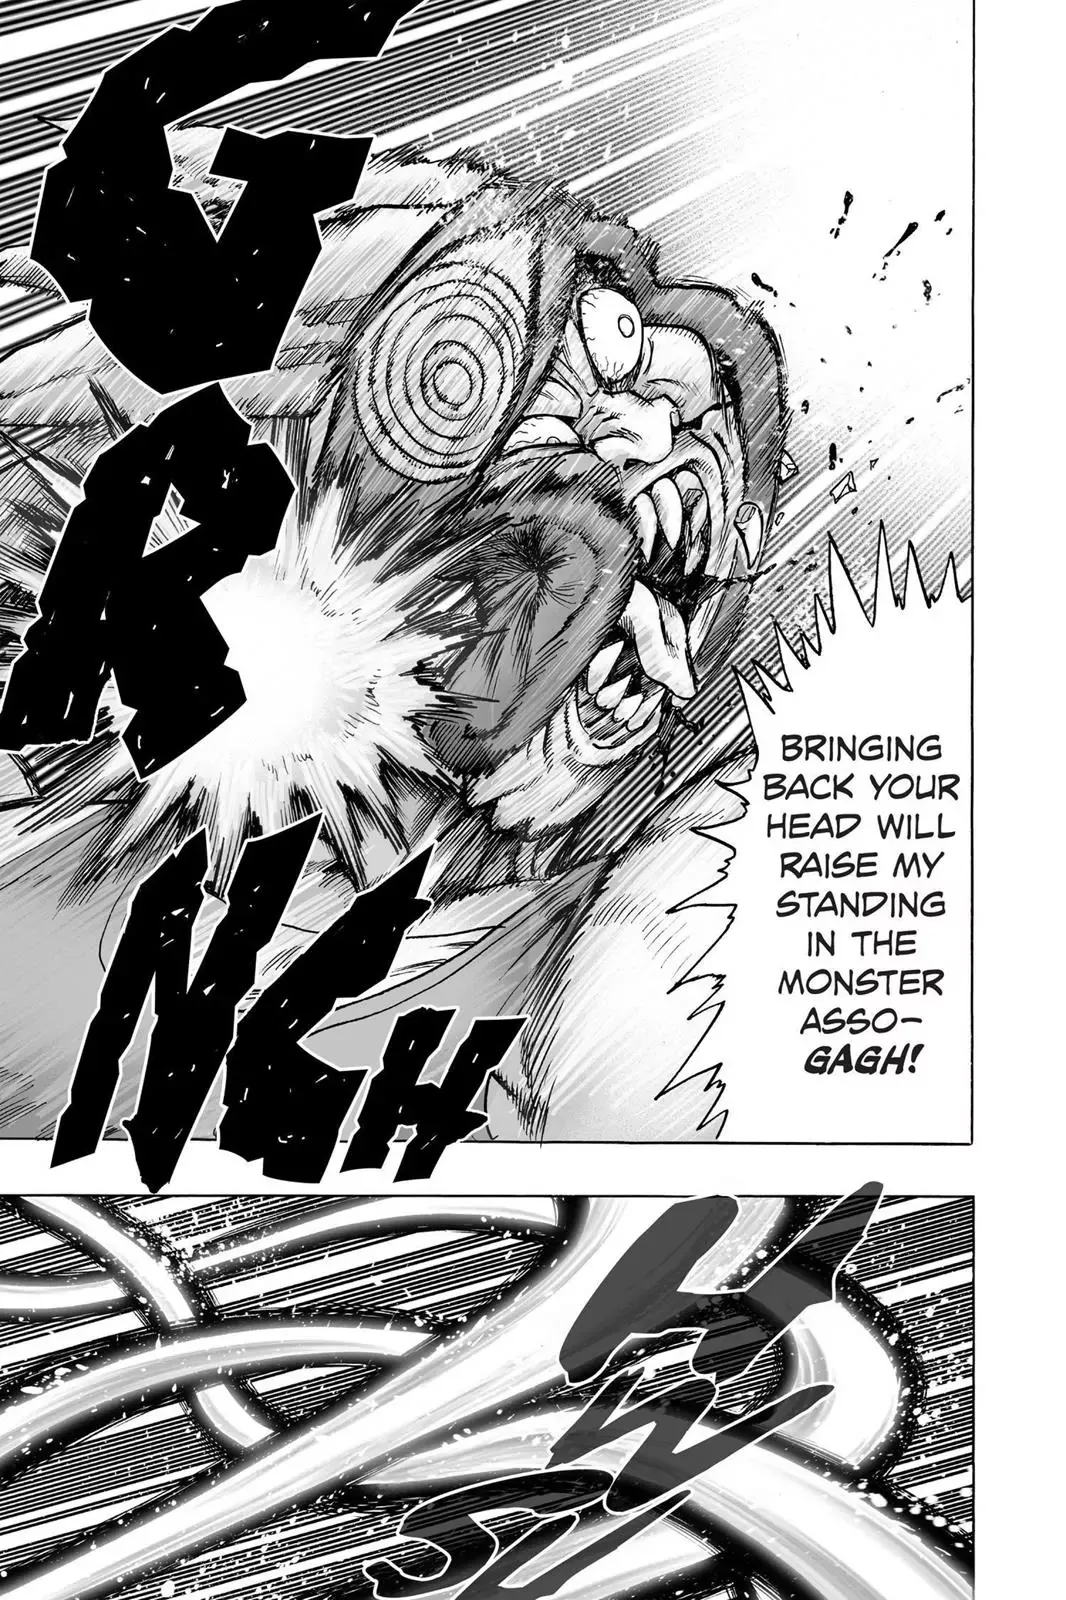 GRNCH
BRINGING
BACK YOUR
HEAD WILL
RAISE MY
STANDING
IN THE
MONSTER
ASSO–
GAGH!